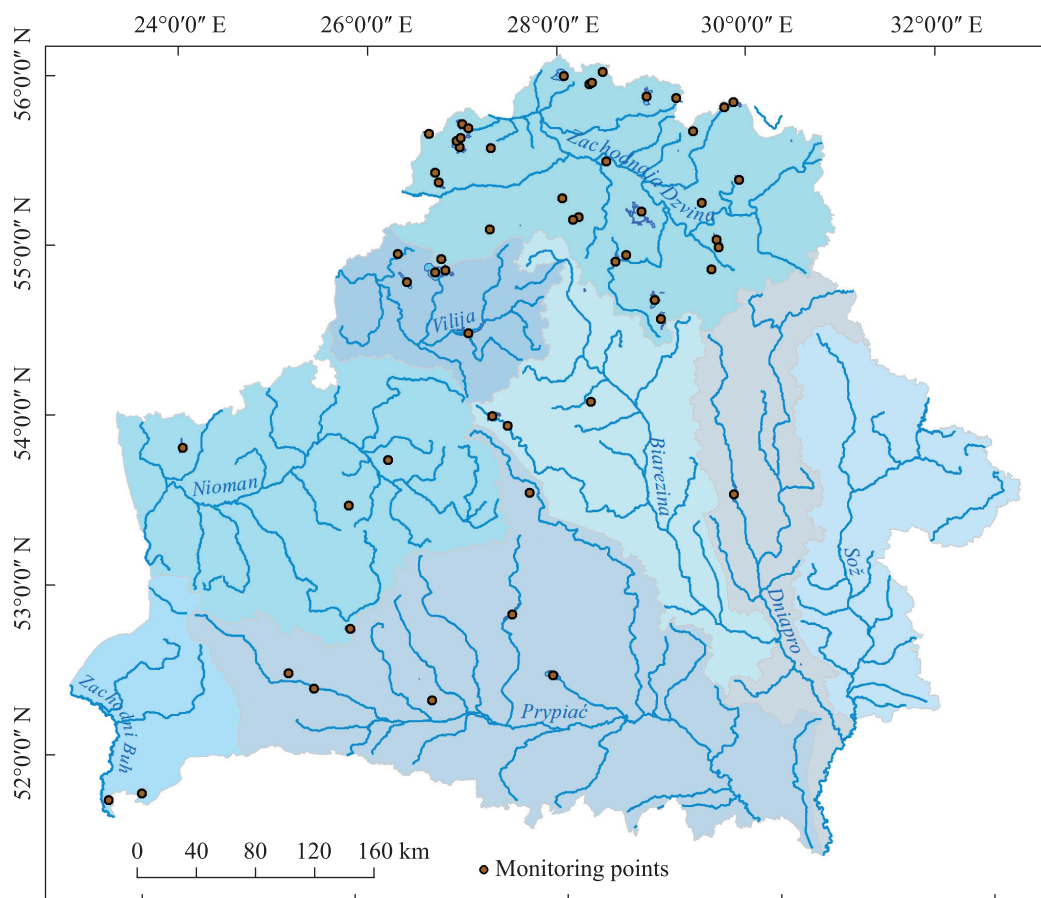 24°0′0″ E 26°0′0″ E 28°0′0″ E 30°0′0″ E 32°0′0″ E
56°0′0″ N
55°0′0″ N
54°0′0″ N
53°0′0″ N
52°0′0″ N
Zachodnaja Dzvina
Vilija
Nioman
Biarezina
Sož
Dniapro
Zachodni Buh
Prypiać
0 40 80 120 160 km
Monitoring points